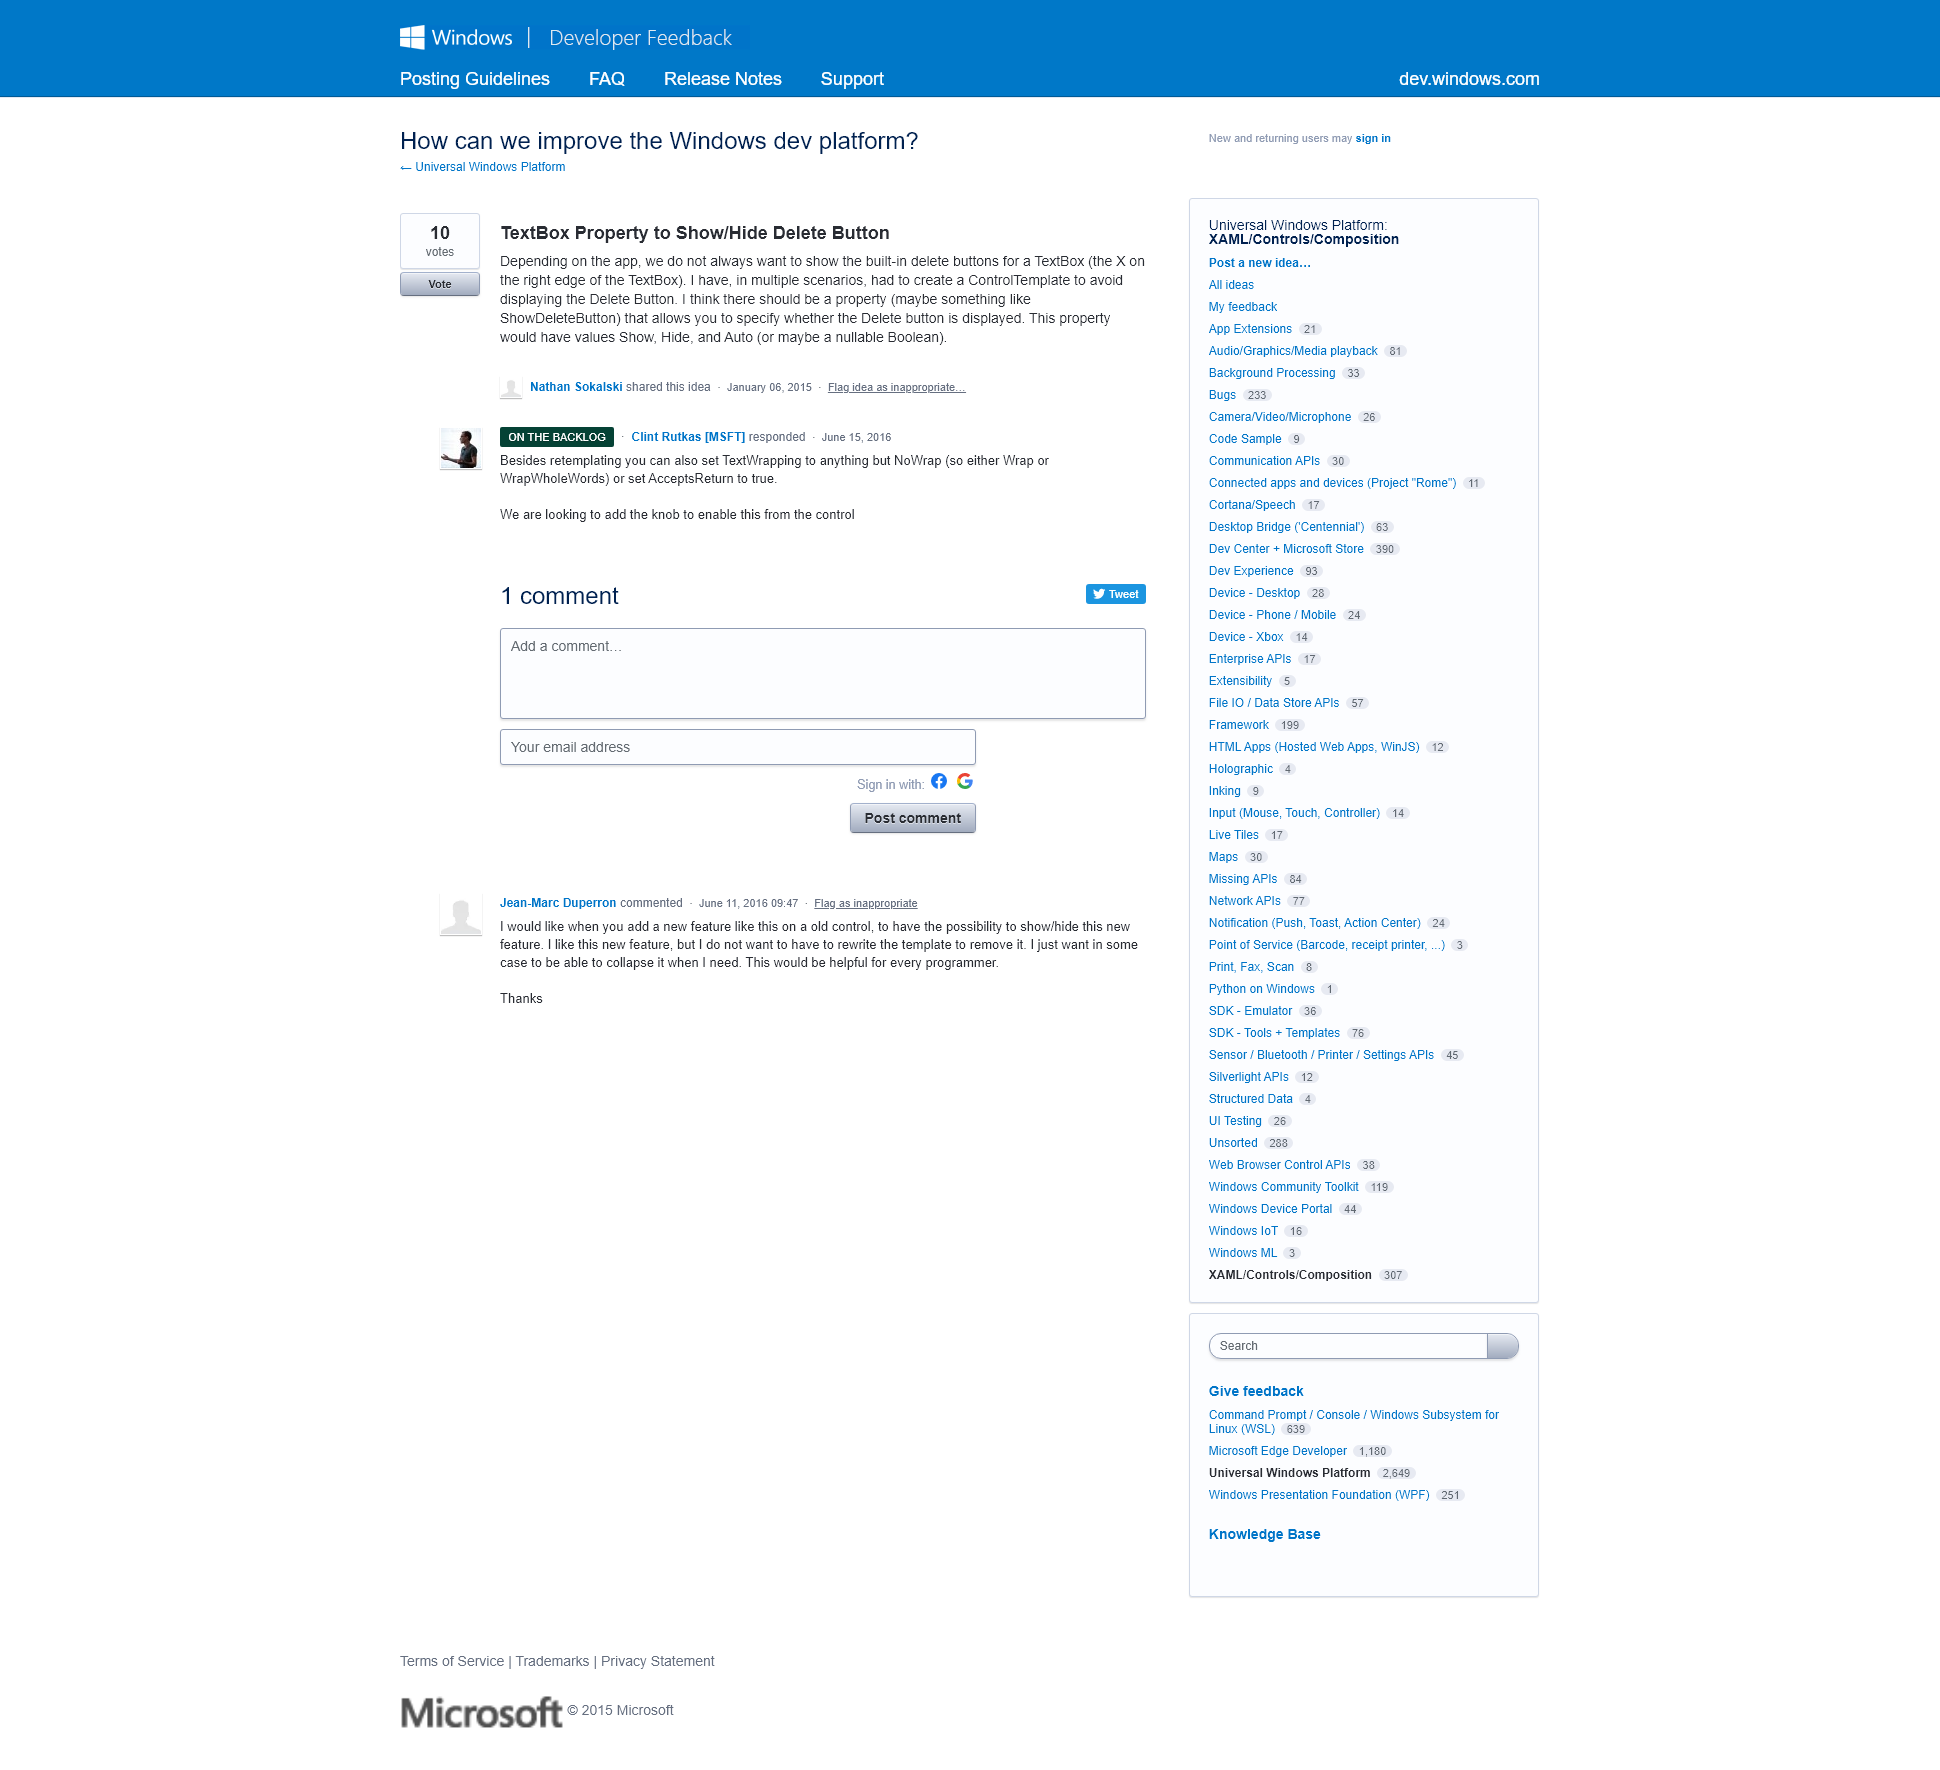 Windows | Developer Feedback
Posting Guidelines FAQ Release Notes Support dev.windows.com
How can we improve the Windows dev platform?
← Universal Windows Platform
New and returning users may sign in
10
votes
Vote
TextBox Property to Show/Hide Delete Button
Depending on the app, we do not always want to show the built-in delete buttons for a TextBox (the X on
the right edge of the TextBox). I have, in multiple scenarios, had to create a ControlTemplate to avoid
displaying the Delete Button. I think there should be a property (maybe something like
ShowDeleteButton) that allows you to specify whether the Delete button is displayed. This property
would have values Show, Hide, and Auto (or maybe a nullable Boolean).
Nathan Sokalski shared this idea · January 06, 2015 · Flag idea as inappropriate…
ON THE BACKLOG · Clint Rutkas [MSFT] responded · June 15, 2016
Besides retemplating you can also set TextWrapping to anything but NoWrap (so either Wrap or
WrapWholeWords) or set AcceptsReturn to true.
We are looking to add the knob to enable this from the control
1 comment
Tweet
Add a comment…
Your email address
Sign in with:
Post comment
Jean-Marc Duperron commented · June 11, 2016 09:47 · Flag as inappropriate
I would like when you add a new feature like this on a old control, to have the possibility to show/hide this new
feature. I like this new feature, but I do not want to have to rewrite the template to remove it. I just want in some
case to be able to collapse it when I need. This would be helpful for every programmer.
Thanks
Universal Windows Platform:
XAML/Controls/Composition
Post a new idea…
All ideas
My feedback
App Extensions 21
Audio/Graphics/Media playback 81
Background Processing 33
Bugs 233
Camera/Video/Microphone 26
Code Sample 9
Communication APIs 30
Connected apps and devices (Project "Rome") 11
Cortana/Speech 17
Desktop Bridge ('Centennial') 63
Dev Center + Microsoft Store 390
Dev Experience 93
Device - Desktop 28
Device - Phone / Mobile 24
Device - Xbox 14
Enterprise APIs 17
Extensibility 5
File IO / Data Store APIs 57
Framework 199
HTML Apps (Hosted Web Apps, WinJS) 12
Holographic 4
Inking 9
Input (Mouse, Touch, Controller) 14
Live Tiles 17
Maps 30
Missing APIs 84
Network APIs 77
Notification (Push, Toast, Action Center) 24
Point of Service (Barcode, receipt printer, ...) 3
Print, Fax, Scan 8
Python on Windows 1
SDK - Emulator 36
SDK - Tools + Templates 76
Sensor / Bluetooth / Printer / Settings APIs 45
Silverlight APIs 12
Structured Data 4
UI Testing 26
Unsorted 288
Web Browser Control APIs 38
Windows Community Toolkit 119
Windows Device Portal 44
Windows IoT 16
Windows ML 3
XAML/Controls/Composition 307
Search
Give feedback
Command Prompt / Console / Windows Subsystem for
Linux (WSL) 639
Microsoft Edge Developer 1,180
Universal Windows Platform 2,649
Windows Presentation Foundation (WPF) 251
Knowledge Base
Terms of Service | Trademarks | Privacy Statement
Microsoft © 2015 Microsoft